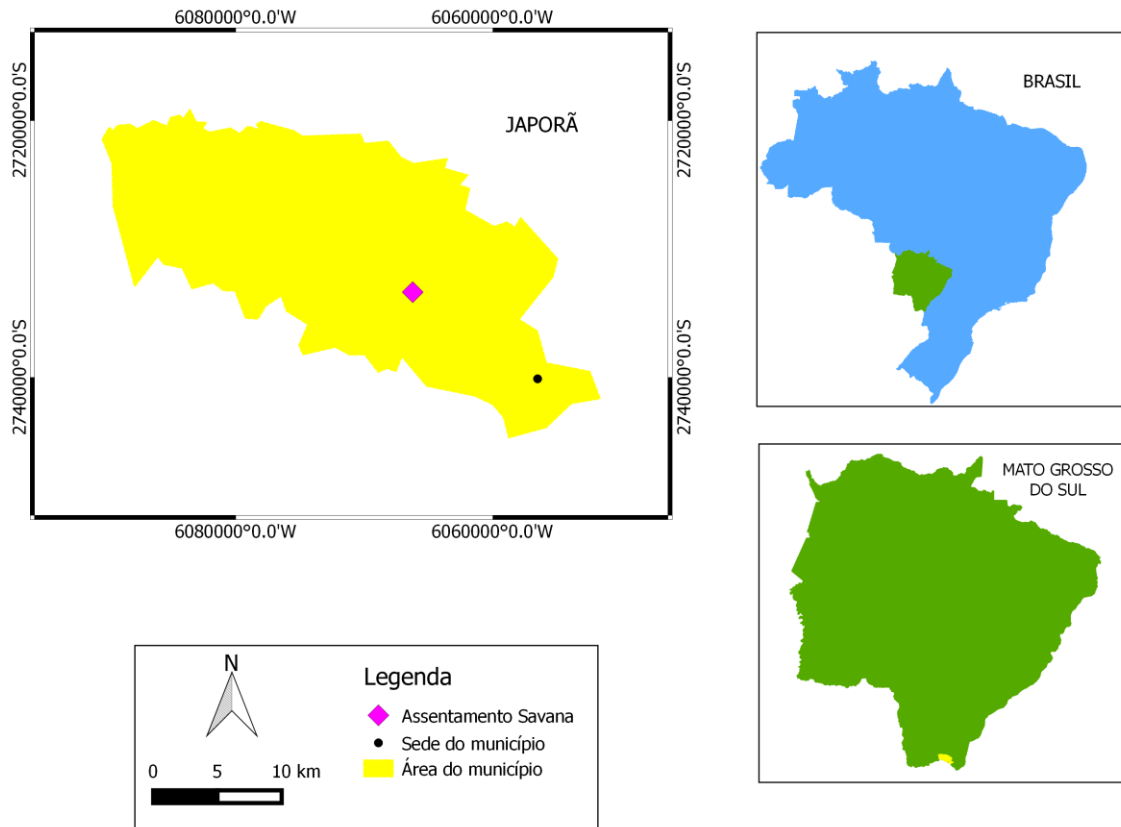 6080000°0.0'W
6060000°0.0'W
2720000°0.0'S
2720000°0.0'S
JAPORÃ
2740000°0.0'S
2740000°0.0'S
6080000°0.0'W
6060000°0.0'W
BRASIL
MATO GROSSO
DO SUL
N
0 5 10 km
Legenda
Assentamento Savana
Sede do município
Área do município